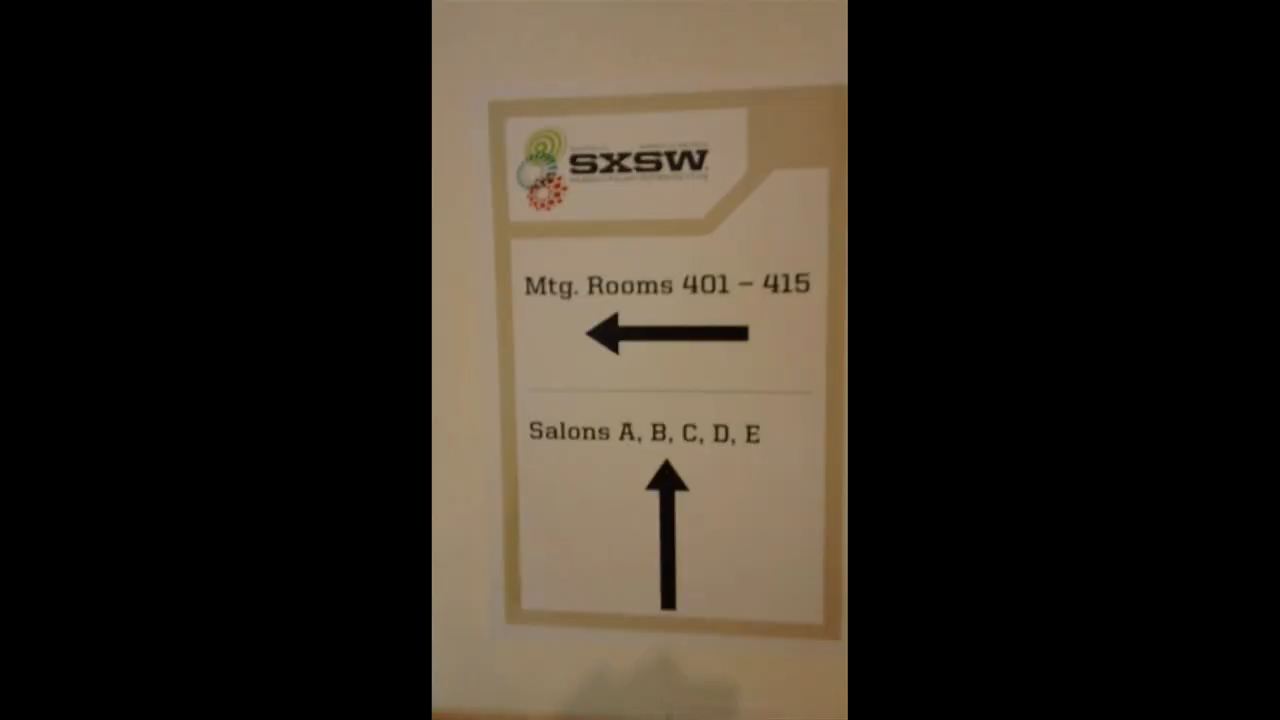 SXSW
Mtg. Rooms 401 – 415
Salons A, B, C, D, E